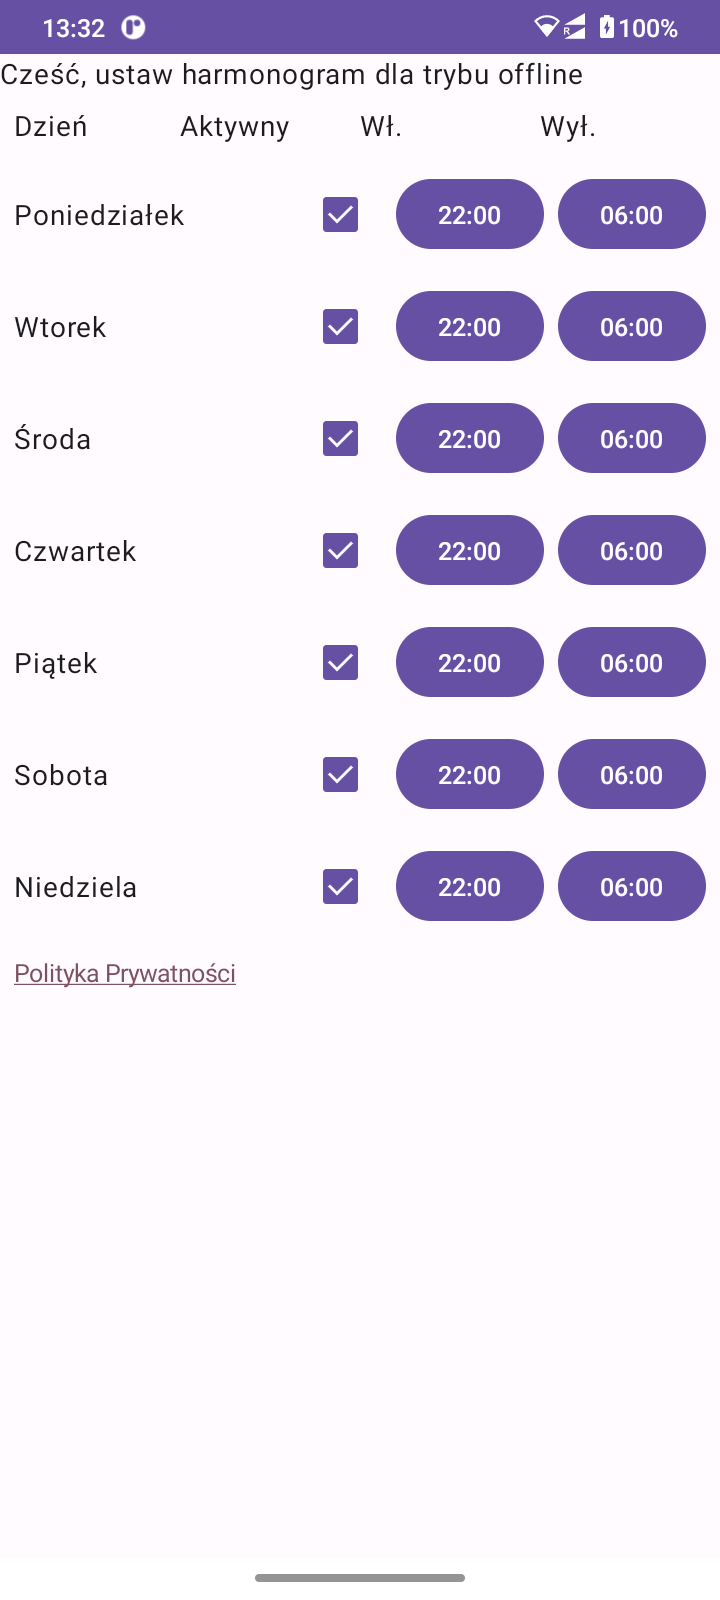 13:32 R 100%
Cześć, ustaw harmonogram dla trybu offline
Dzień Aktywny Wł. Wył.
Poniedziałek 22:00 06:00
Wtorek 22:00 06:00
Środa 22:00 06:00
Czwartek 22:00 06:00
Piątek 22:00 06:00
Sobota 22:00 06:00
Niedziela 22:00 06:00
Polityka Prywatności